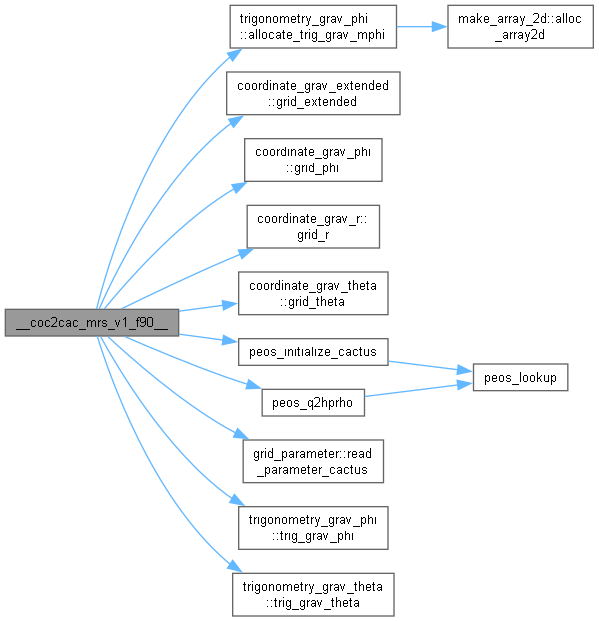 trigonometry_grav_phi
::allocate_trig_grav_mphi
make_array_2d::alloc
_array2d
coordinate_grav_extended
::grid_extended
coordinate_grav_phi
::grid_phi
coordinate_grav_r::
grid_r
coordinate_grav_theta
::grid_theta
__coc2cac_mrs_v1_f90__
peos_initialize_cactus
peos_lookup
peos_q2hprho
grid_parameter::read
_parameter_cactus
trigonometry_grav_phi
::trig_grav_phi
trigonometry_grav_theta
::trig_grav_theta